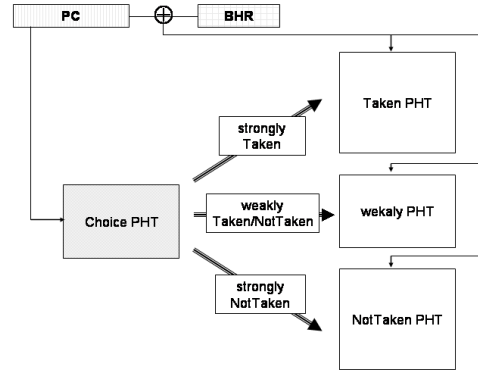 PC
BHR
Taken PHT
strongly
Taken
Choice PHT
weakly
Taken/NotTaken
wekaly PHT
strongly
NotTaken
NotTaken PHT